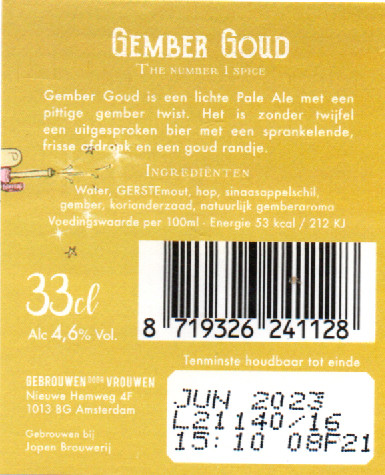 GEMBER GOUD
THE NUMBER 1 SPICE
Gember Goud is een lichte Pale Ale met een
pittige gember twist. Het is zonder twijfel
een uitgesproken bier met een sprankelende,
frisse afdronk en een goud randje.
INGREDIËNTEN
Water, GERSTEmout, hop, sinaasappelschil,
gember, korianderzaad, natuurlijk gemberaroma
Voedingswaarde per 100ml - Energie 53 kcal / 212 KJ
33cl
Alc 4,6% Vol.
8 719326 241128
Tenminste houdbaar tot einde
GEBROUWEN DOOR VROUWEN
Nieuwe Hemweg 4F
1013 BG Amsterdam
Gebrouwen bij
Jopen Brouwerij
JUN 2023
L21140/16
15:10 08F21